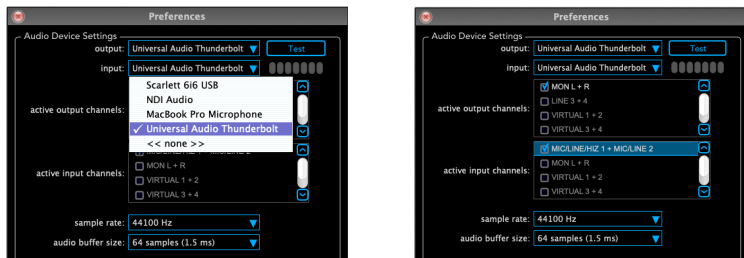 Preferences
Audio Device Settings
output: Universal Audio Thunderbolt Test
input: Universal Audio Thunderbolt
Scarlett 6i6 USB
NDI Audio
MacBook Pro Microphone
✓ Universal Audio Thunderbolt
<< none >>
active output channels:
active input channels:
MON L + R
VIRTUAL 1 + 2
VIRTUAL 3 + 4
sample rate: 44100 Hz
audio buffer size: 64 samples (1.5 ms)
Preferences
Audio Device Settings
output: Universal Audio Thunderbolt Test
input: Universal Audio Thunderbolt
active output channels:
MON L + R
LINE 3 + 4
VIRTUAL 1 + 2
VIRTUAL 3 + 4
active input channels:
MIC/LINE/HIZ 1 + MIC/LINE 2
MON L + R
VIRTUAL 1 + 2
VIRTUAL 3 + 4
sample rate: 44100 Hz
audio buffer size: 64 samples (1.5 ms)